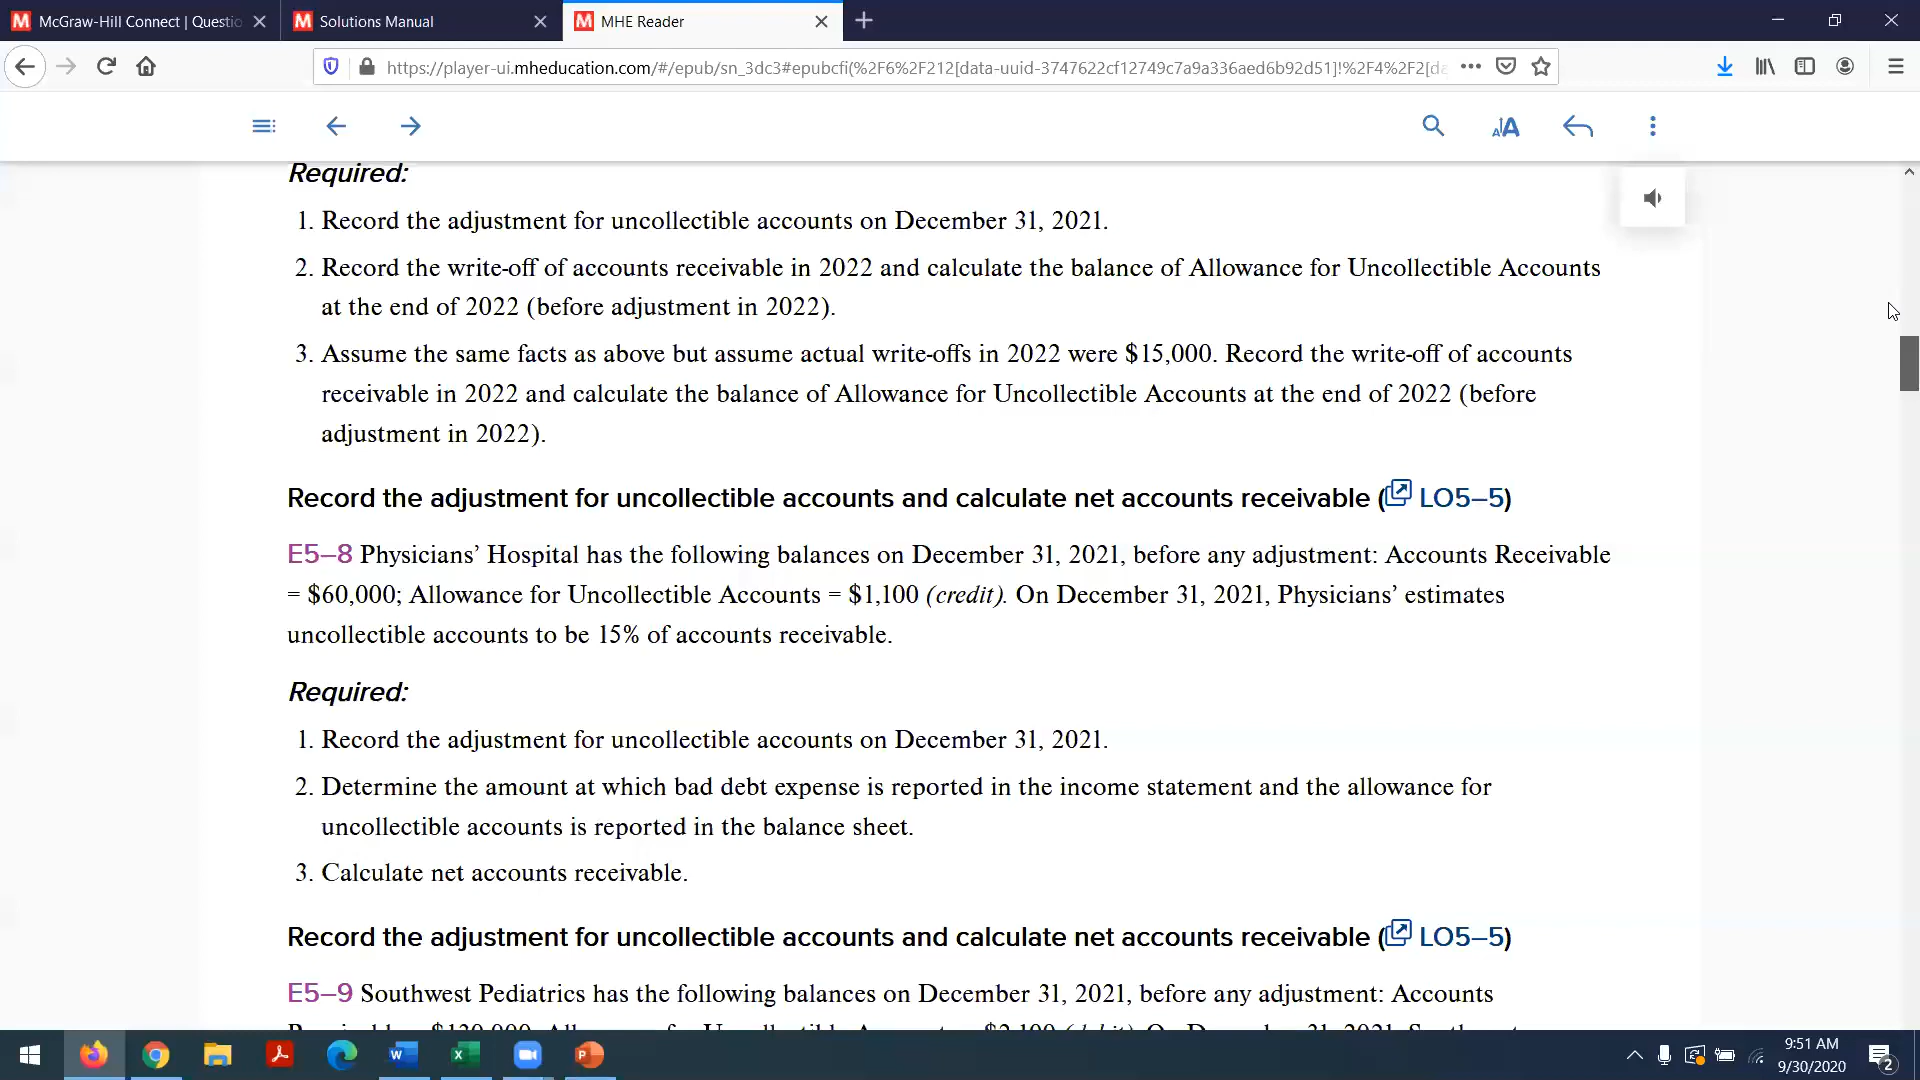 McGraw-Hill Connect | Questio
Solutions Manual
MHE Reader
https://player-ui.mheducation.com/#/epub/sn_3dc3#epubcfi(%2F6%2F212[data-uuid-3747622cf12749c7a9a336aed6b92d51]!%2F4%2F2[da
Required:
1. Record the adjustment for uncollectible accounts on December 31, 2021.
2. Record the write-off of accounts receivable in 2022 and calculate the balance of Allowance for Uncollectible Accounts
at the end of 2022 (before adjustment in 2022).
3. Assume the same facts as above but assume actual write-offs in 2022 were $15,000. Record the write-off of accounts
receivable in 2022 and calculate the balance of Allowance for Uncollectible Accounts at the end of 2022 (before
adjustment in 2022).
Record the adjustment for uncollectible accounts and calculate net accounts receivable ( LO5–5)
E5–8 Physicians’ Hospital has the following balances on December 31, 2021, before any adjustment: Accounts Receivable
= $60,000; Allowance for Uncollectible Accounts = $1,100 (credit). On December 31, 2021, Physicians’ estimates
uncollectible accounts to be 15% of accounts receivable.
Required:
1. Record the adjustment for uncollectible accounts on December 31, 2021.
2. Determine the amount at which bad debt expense is reported in the income statement and the allowance for
uncollectible accounts is reported in the balance sheet.
3. Calculate net accounts receivable.
Record the adjustment for uncollectible accounts and calculate net accounts receivable ( LO5–5)
E5–9 Southwest Pediatrics has the following balances on December 31, 2021, before any adjustment: Accounts
9:51 AM
9/30/2020
2